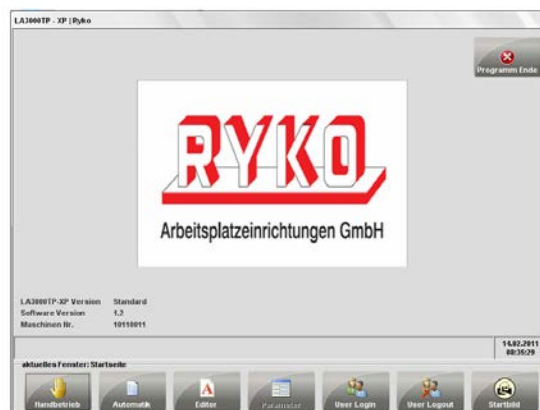 LA3000TP - XP | Ryko
Programm Ende
RYKO
Arbeitsplatzeinrichtungen GmbH
LA3000TP-XP Version Standard
Software Version 1.2
Maschinen Nr. 10110011
14.02.2011
08:35:29
aktuelles Fenster: Startseite
Handbetrieb Automatik Editor Parameter User Login User Logout Startbild